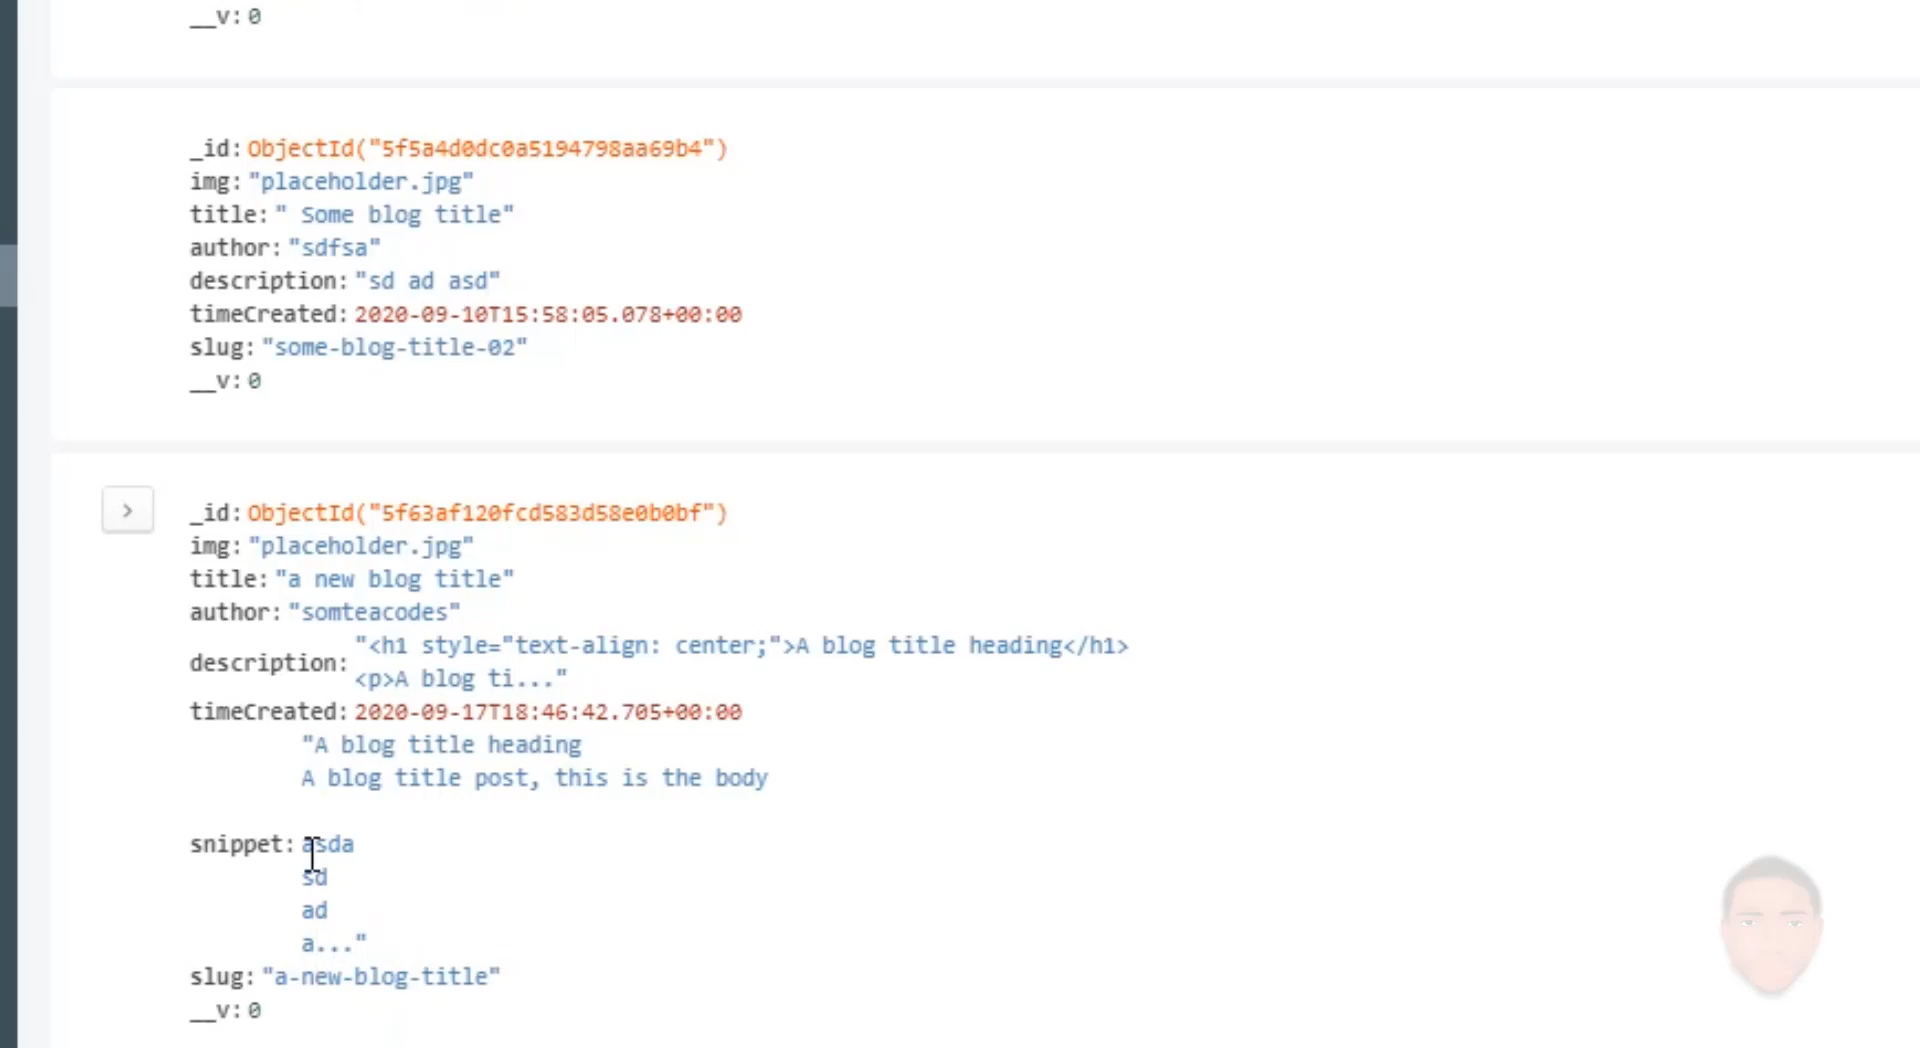 __v: 0
_id: ObjectId("5f5a4d0dc0a5194798aa69b4")
img: "placeholder.jpg"
title: " Some blog title"
author: "sdfsa"
description: "sd ad asd"
timeCreated: 2020-09-10T15:58:05.078+00:00
slug: "some-blog-title-02"
__v: 0
_id: ObjectId("5f63af120fcd583d58e0b0bf")
img: "placeholder.jpg"
title: "a new blog title"
author: "somteacodes"
"<h1 style="text-align: center;">A blog title heading</h1>
description:
<p>A blog ti..."
timeCreated: 2020-09-17T18:46:42.705+00:00
"A blog title heading
A blog title post, this is the body
snippet: asda
sd
ad
a..."
slug: "a-new-blog-title"
__v: 0